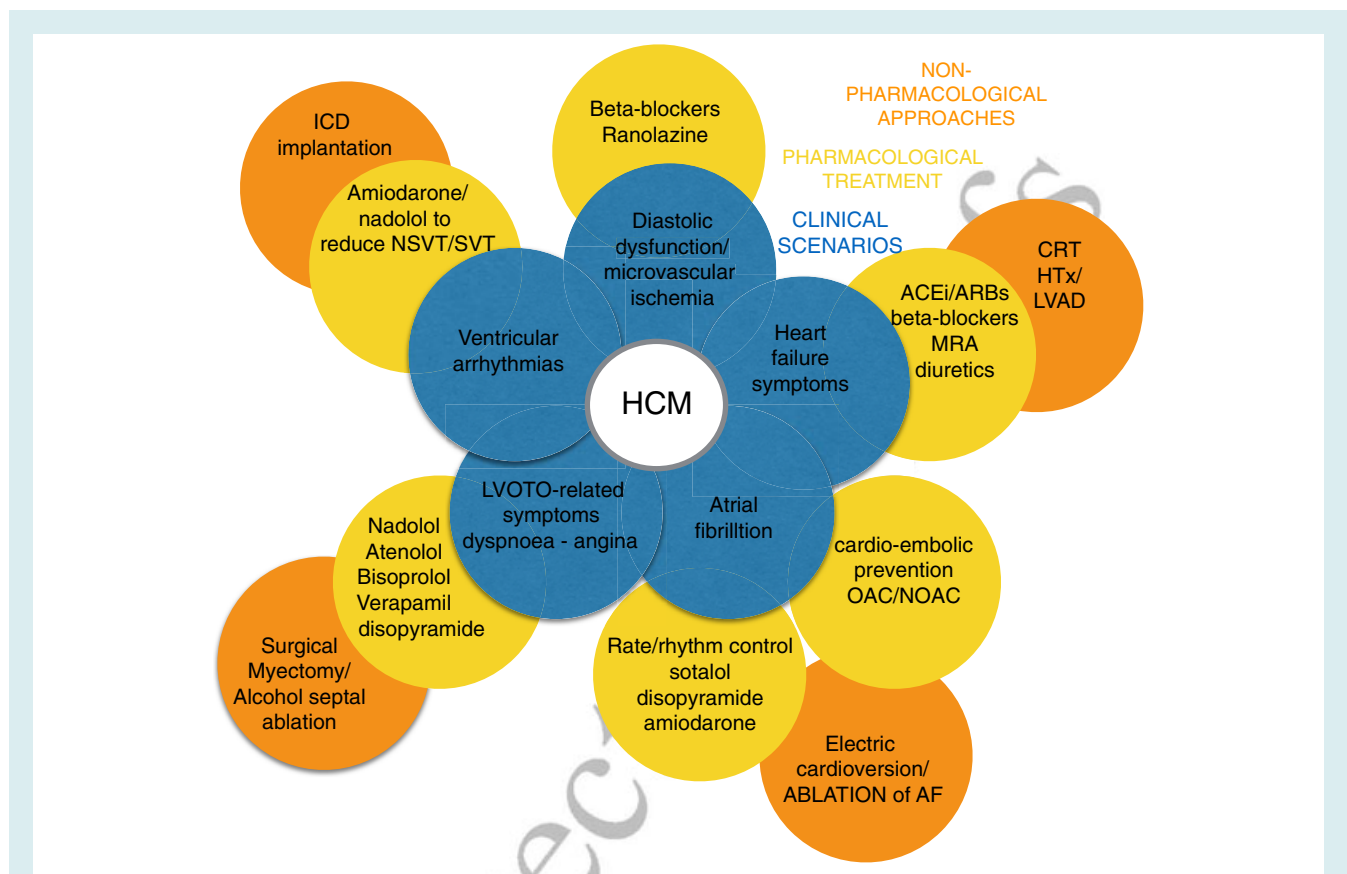 NON-
PHARMACOLOGICAL
APPROACHES
PHARMACOLOGICAL
TREATMENT
CLINICAL
SCENARIOS
ICD
implantation
Amiodarone/
nadolol to
reduce NSVT/SVT
Ventricular
arrhythmias
Beta-blockers
Ranolazine
Diastolic
dysfunction/
microvascular
ischemia
CRT
HTx/
LVAD
ACEi/ARBs
beta-blockers
MRA
diuretics
Heart
failure
symptoms
HCM
LVOTO-related
symptoms
dyspnoea - angina
Nadolol
Atenolol
Bisoprolol
Verapamil
disopyramide
Surgical
Myectomy/
Alcohol septal
ablation
Atrial
fibrilltion
cardio-embolic
prevention
OAC/NOAC
Rate/rhythm control
sotalol
disopyramide
amiodarone
Electric
cardioversion/
ABLATION of AF